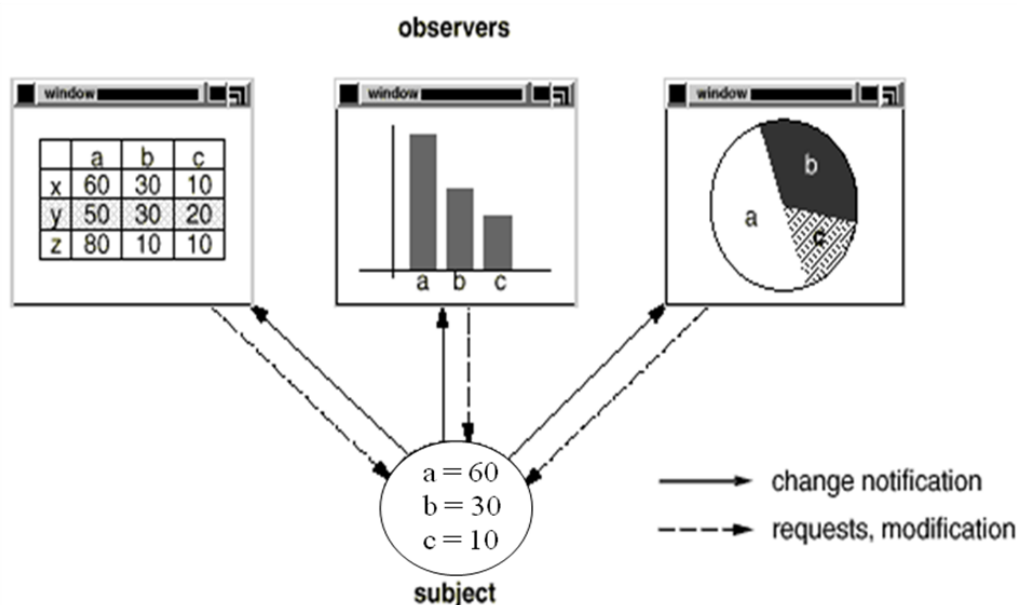 observers
window
window
window
a b c
x 60 30 10
y 50 30 20
z 80 10 10
a b c
a
b
c
a = 60
b = 30
c = 10
subject
change notification
requests, modification